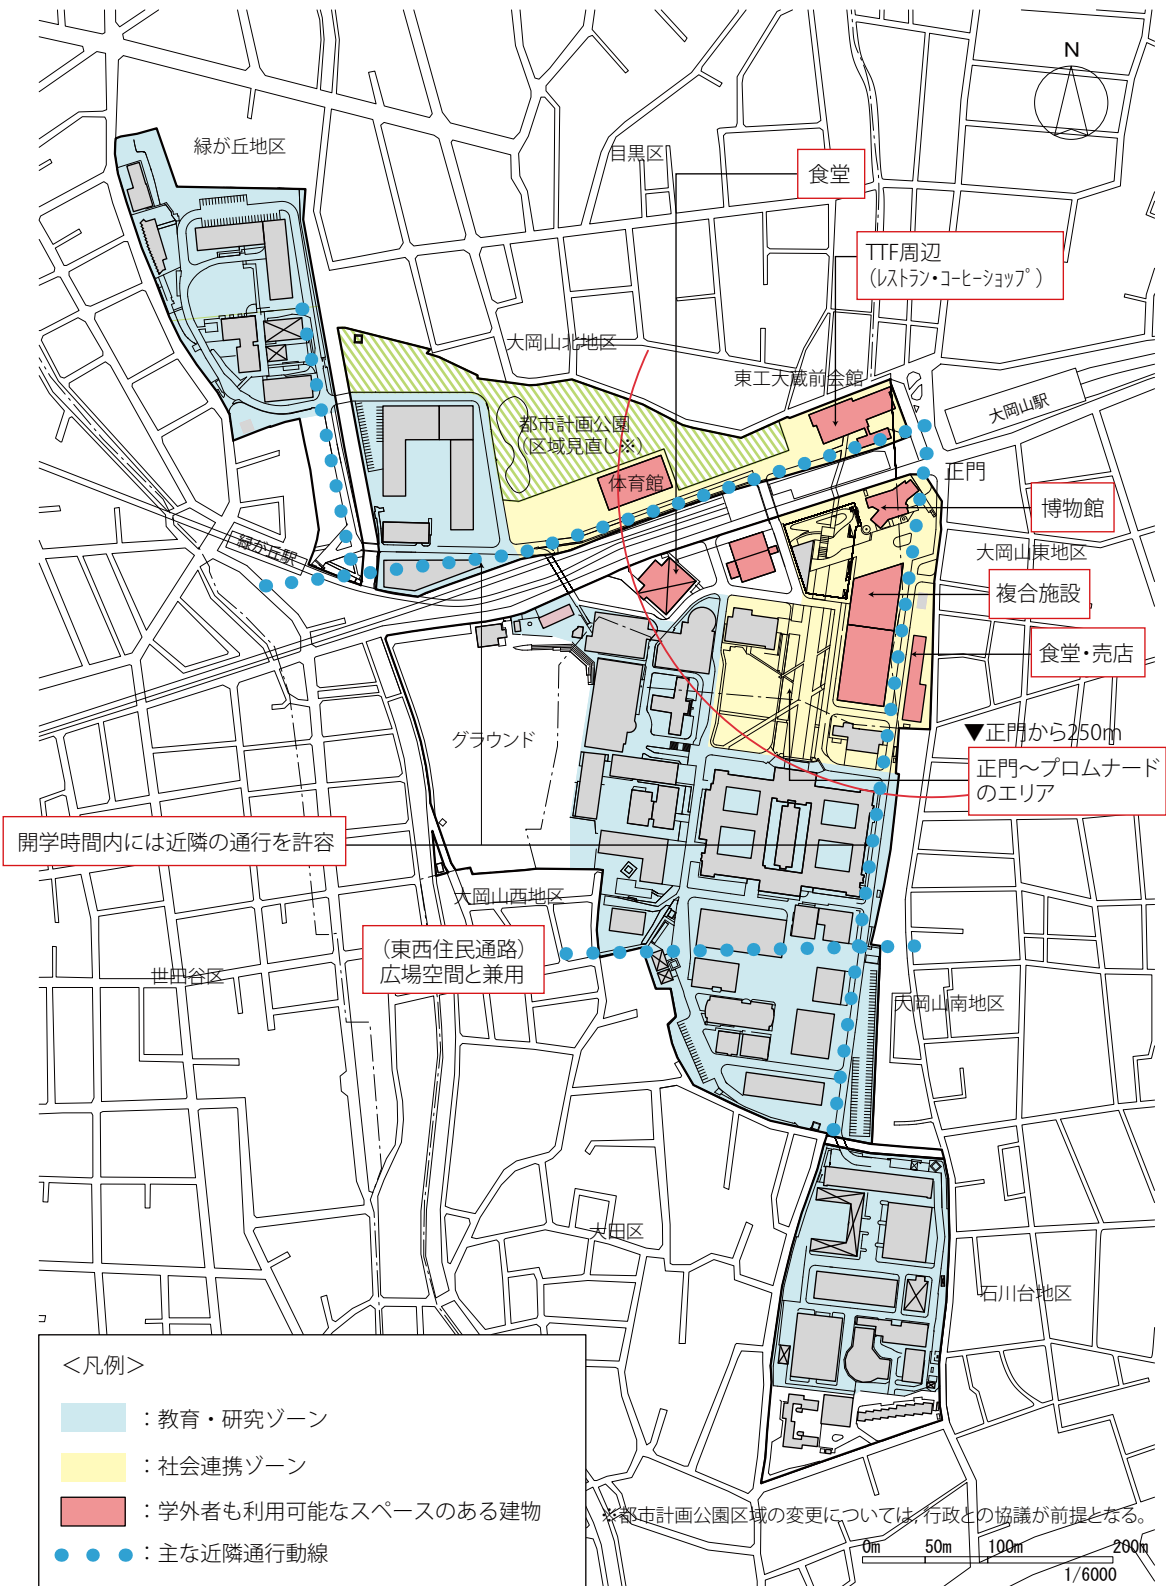 N
緑が丘地区
目黒区
食堂
TTF周辺
(ﾚｽﾄﾗﾝ・ｺｰﾋｰｼｮｯﾌﾟ)
大岡山北地区
東工大蔵前会館
大岡山駅
都市計画公園
(区域見直し※)
体育館
正門
博物館
大岡山東地区
緑が丘駅
複合施設
食堂・売店
グラウンド
▼正門から250m
正門～プロムナード
のエリア
開学時間内には近隣の通行を許容
大岡山西地区
(東西住民通路)
広場空間と兼用
世田谷区
大岡山南地区
大田区
石川台地区
＜凡例＞
：教育・研究ゾーン
：社会連携ゾーン
：学外者も利用可能なスペースのある建物
：主な近隣通行動線
※都市計画公園区域の変更については,行政との協議が前提となる。
0m 50m 100m 200m
1/6000